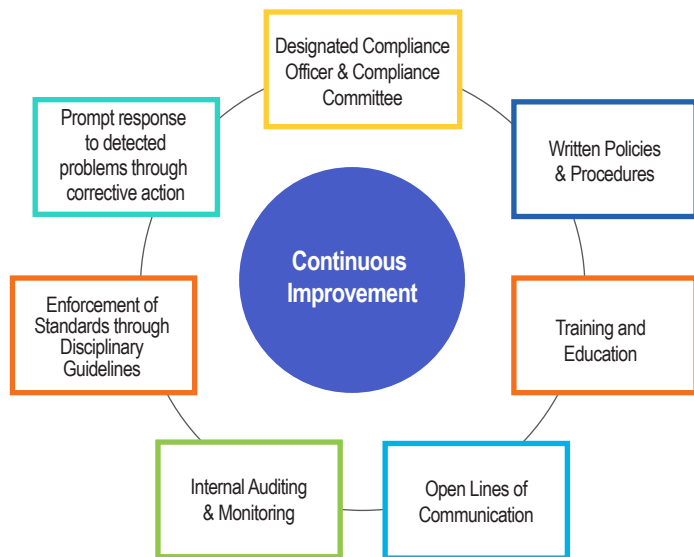 Designated Compliance
Officer & Compliance
Committee
Written Policies
& Procedures
Training and
Education
Open Lines of
Communication
Internal Auditing
& Monitoring
Enforcement of
Standards through
Disciplinary
Guidelines
Prompt response
to detected
problems through
corrective action
Continuous
Improvement